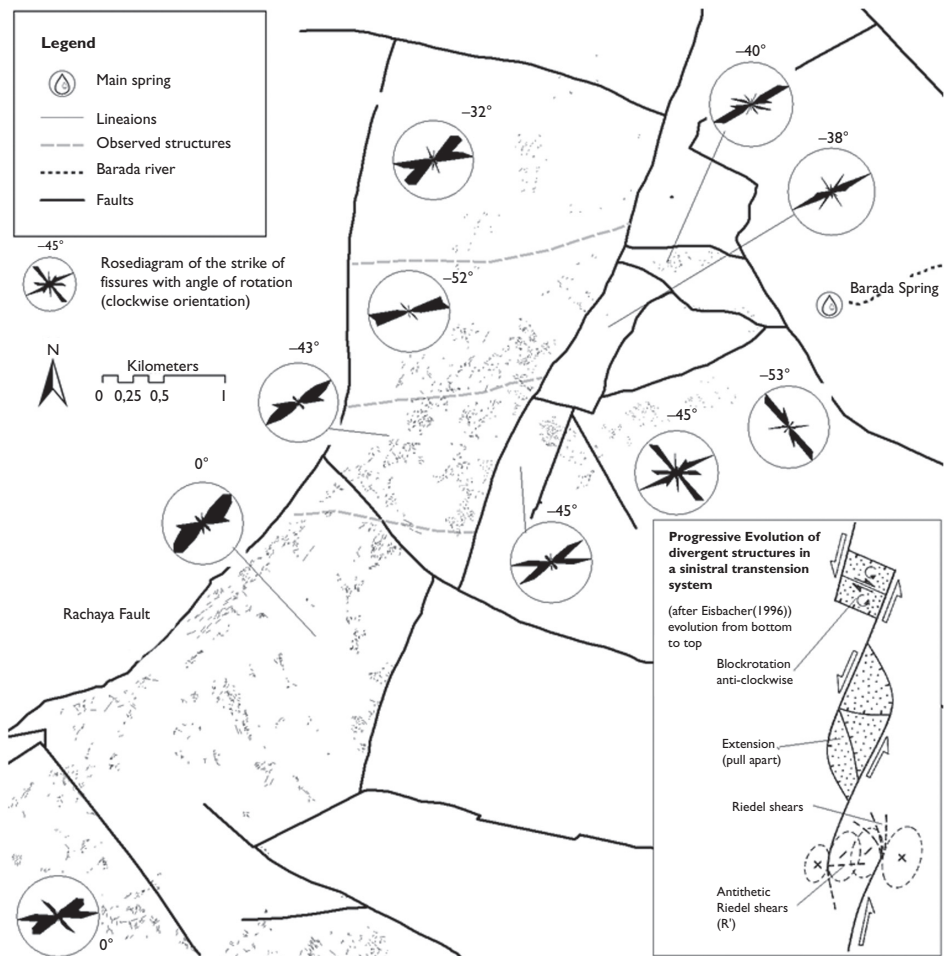 Legend
Main spring
Lineaions
Observed structures
Barada river
Faults
–45°
Rosediagram of the strike of
fissures with angle of rotation
(clockwise orientation)
N
Kilometers
0 0,25 0,5 1
–32°
–40°
–38°
–52°
Barada Spring
–43°
–53°
–45°
0°
–45°
Rachaya Fault
0°
Progressive Evolution of
divergent structures in
a sinistral transtension
system
(after Eisbacher(1996))
evolution from bottom
to top
Blockrotation
anti-clockwise
Extension
(pull apart)
Riedel shears
Antithetic
Riedel shears
(R')